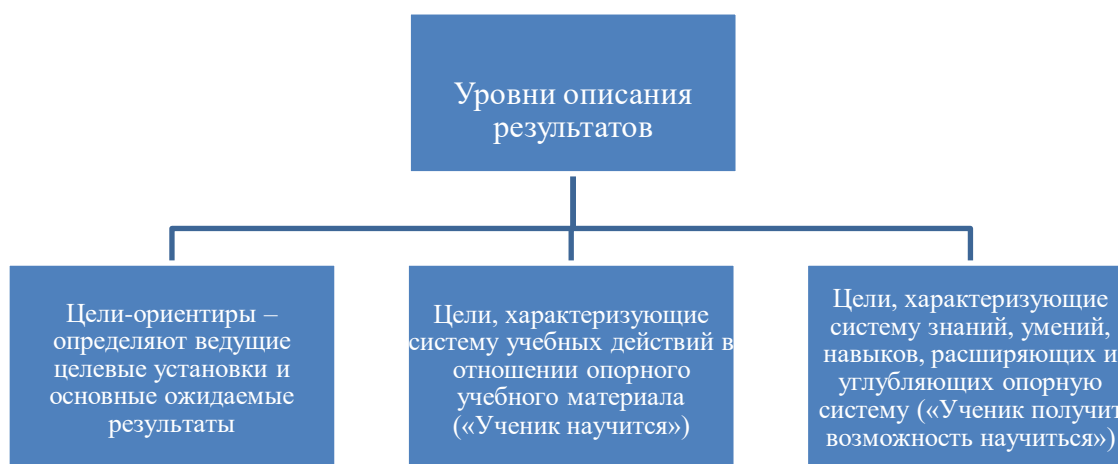 Уровни описания
результатов
Цели-ориентиры –
определяют ведущие
целевые установки и
основные ожидаемые
результаты
Цели, характеризующие
систему учебных действий в
отношении опорного
учебного материала
(«Ученик научится»)
Цели, характеризующие
систему знаний, умений,
навыков, расширяющих и
углубляющих опорную
систему («Ученик получит
возможность научиться»)